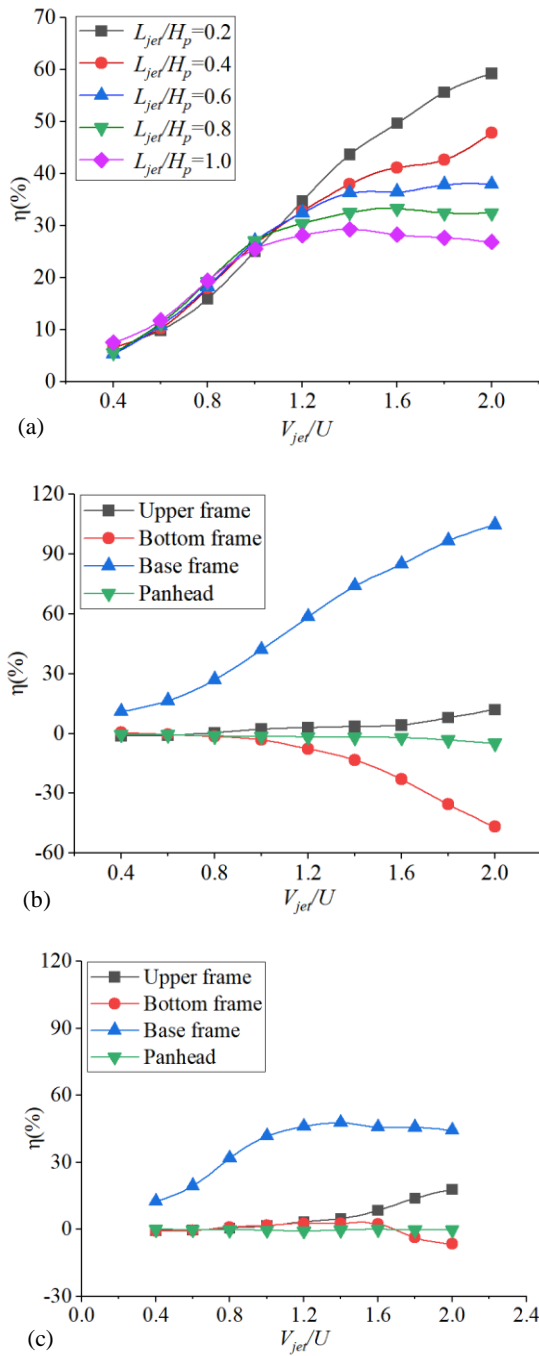 (a)
η(%)
70
60
50
40
30
20
10
0
L_jet/H_p=0.2
L_jet/H_p=0.4
L_jet/H_p=0.6
L_jet/H_p=0.8
L_jet/H_p=1.0
0.4 0.8 1.2 1.6 2.0
V_jet/U
(b)
η(%)
120
90
60
30
0
-30
-60
Upper frame
Bottom frame
Base frame
Panhead
0.4 0.8 1.2 1.6 2.0
V_jet/U
(c)
η(%)
120
90
60
30
0
-30
Upper frame
Bottom frame
Base frame
Panhead
0.0 0.4 0.8 1.2 1.6 2.0 2.4
V_jet/U